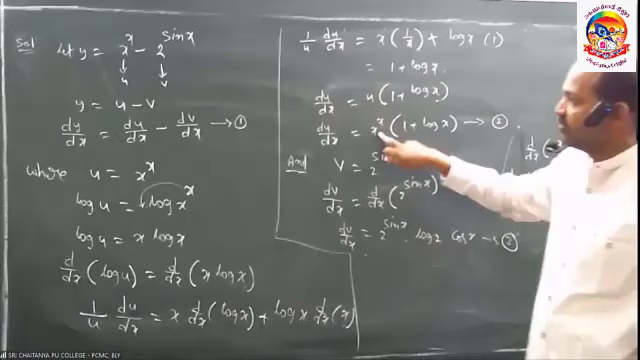 Sol
let y = x^x - 2^sinx
↓ ↓
u v
y = u - v
dy/dx = du/dx - dv/dx → ①
where u = x^x
log u = log x^x
log u = x log x
d/dx (log u) = d/dx (x log x)
1/u du/dx = x d/dx (log x) + log x d/dx (x)
1/u du/dx = x (1/x) + log x (1)
= 1 + log x.
du/dx = u (1 + log x)
du/dx = x^x (1 + log x) → ②
And V = 2^si
dv/dx = d/dx (2^sinx)
dv/dx = 2^sinx . log 2 cos x → ③
d/dx (
SRI CHAITANYA PU COLLEGE - PCMC, BLY